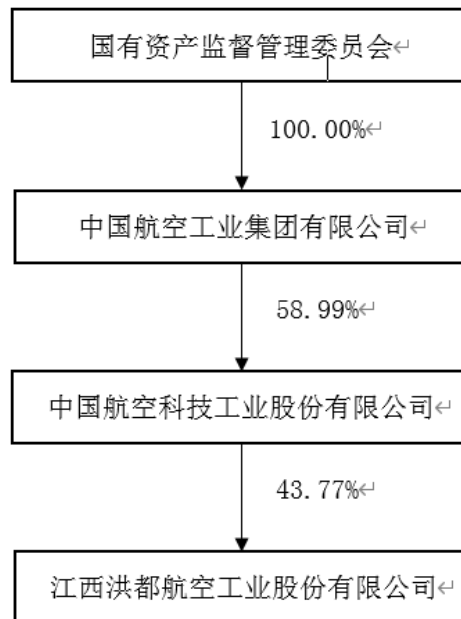 国有资产监督管理委员会↵
100.00%↵
中国航空工业集团有限公司↵
58.99%↵
中国航空科技工业股份有限公司↵
43.77%↵
江西洪都航空工业股份有限公司↵